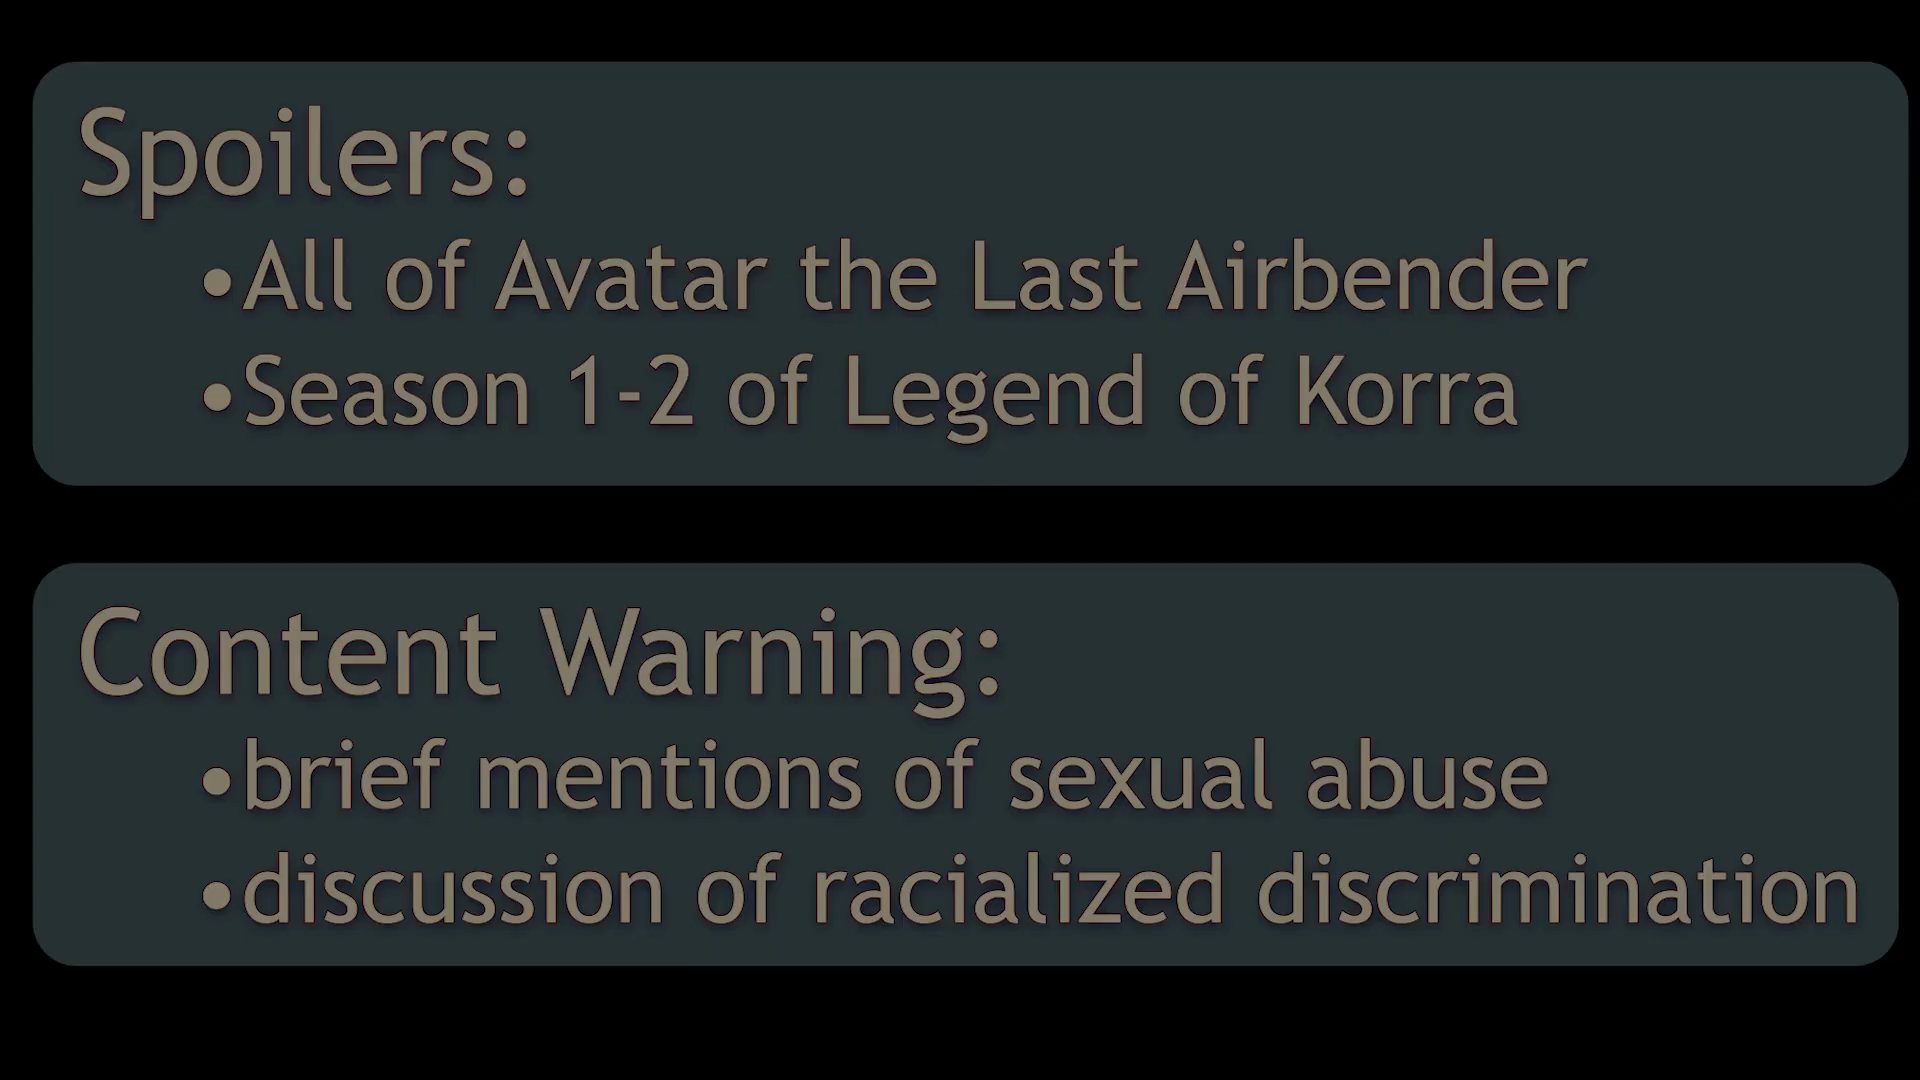 Spoilers:
•All of Avatar the Last Airbender
•Season 1-2 of Legend of Korra
Content Warning:
•brief mentions of sexual abuse
•discussion of racialized discrimination